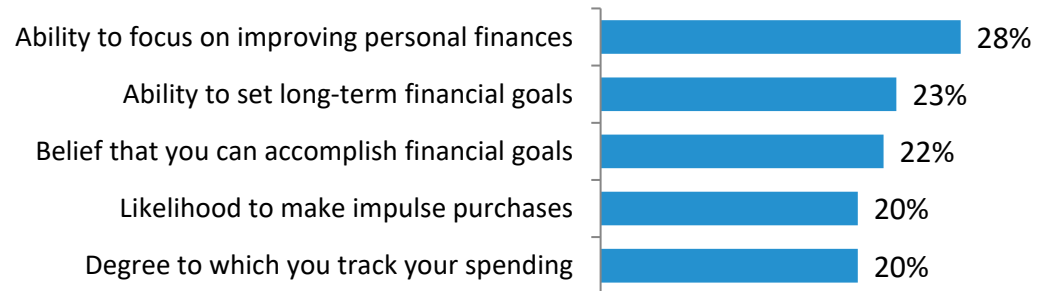 Ability to focus on improving personal finances 28%
Ability to set long-term financial goals 23%
Belief that you can accomplish financial goals 22%
Likelihood to make impulse purchases 20%
Degree to which you track your spending 20%